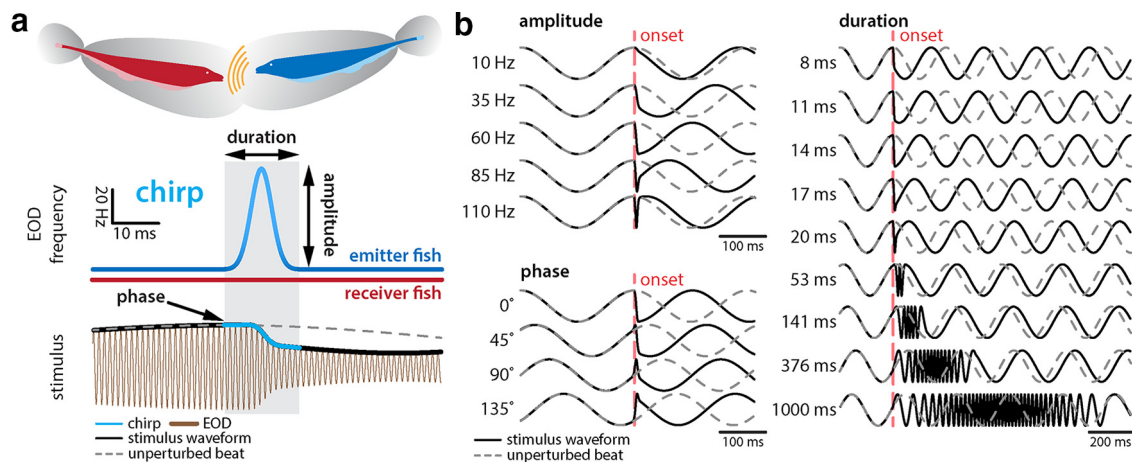 a
duration
chirp
amplitude
20 Hz
10 ms
EOD
frequency
emitter fish
receiver fish
phase
stimulus
chirp
EOD
stimulus waveform
unperturbed beat
b
amplitude
onset
10 Hz
35 Hz
60 Hz
85 Hz
110 Hz
100 ms
phase
onset
0°
45°
90°
135°
100 ms
stimulus waveform
unperturbed beat
duration
onset
8 ms
11 ms
14 ms
17 ms
20 ms
53 ms
141 ms
376 ms
1000 ms
200 ms